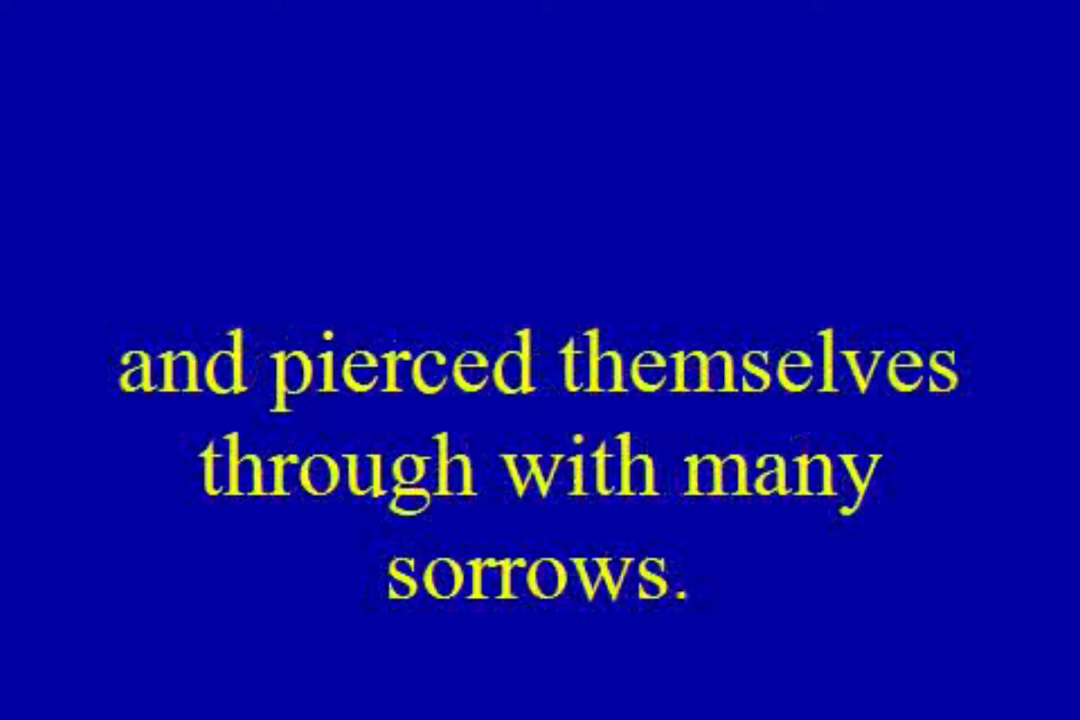 and pierced themselves
through with many
sorrows.